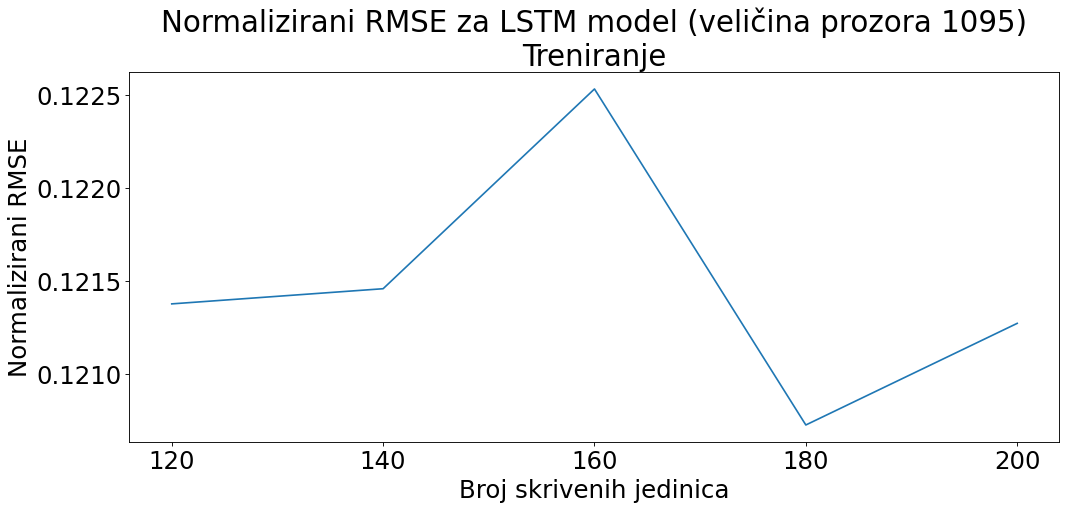 Normalizirani RMSE za LSTM model (veličina prozora 1095)
Treniranje
Normalizirani RMSE
0.1225
0.1220
0.1215
0.1210
120 140 160 180 200
Broj skrivenih jedinica